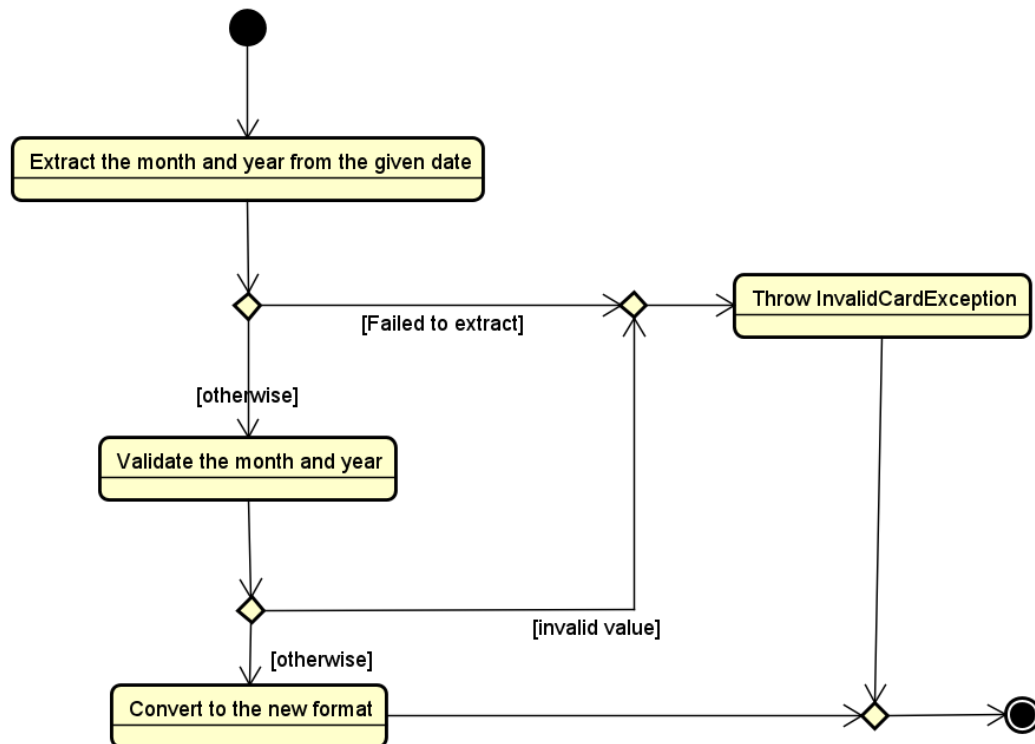 Extract the month and year from the given date
Throw InvalidCardException
[Failed to extract]
[otherwise]
Validate the month and year
[invalid value]
[otherwise]
Convert to the new format